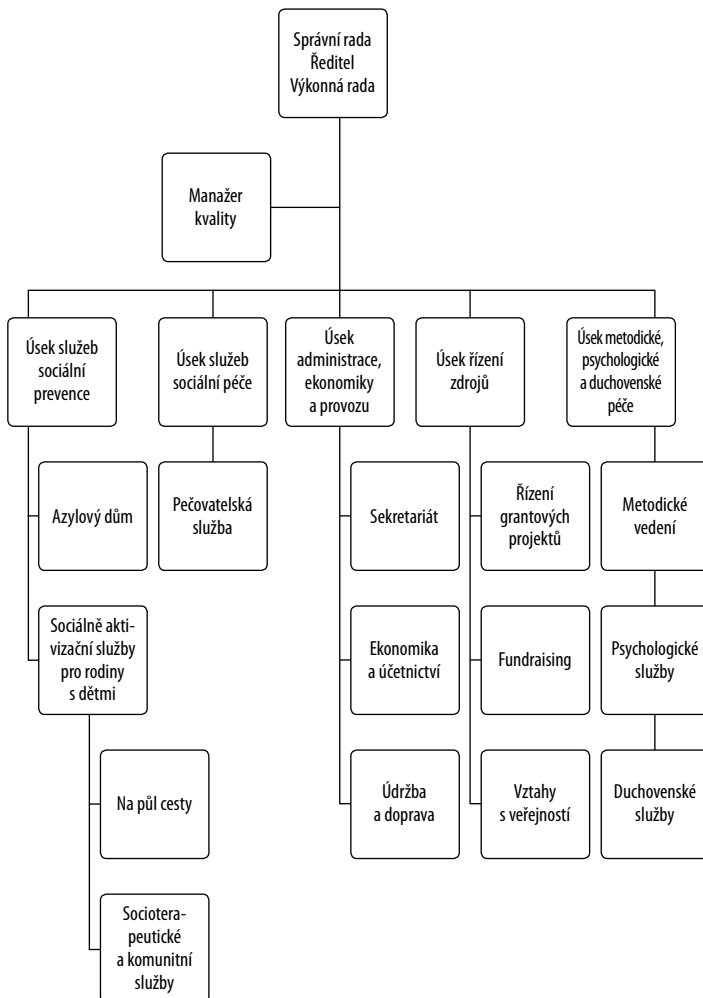 Správní rada
Ředitel
Výkonná rada
Manažer
kvality
Úsek služeb
sociální
prevence
Úsek služeb
sociální péče
Úsek
administrace,
ekonomiky
a provozu
Úsek řízení
zdrojů
Úsek metodické,
psychologické
a duchovenské
péče
Azylový dům
Pečovatelská
služba
Sekretariát
Řízení
grantových
projektů
Metodické
vedení
Sociálně akti-
vizační služby
pro rodiny
s dětmi
Ekonomika
a účetnictví
Fundraising
Psychologické
služby
Na půl cesty
Údržba
a doprava
Vztahy
s veřejností
Duchovenské
služby
Sociotera-
peutické
a komunitní
služby